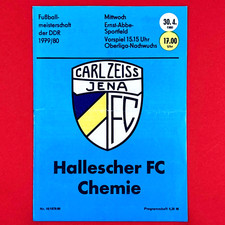 Fußball-
meisterschaft
der DDR
1979/80
Mittwoch
Ernst-Abbe-
Sportfeld
Vorspiel 15.15 Uhr
Oberliga-Nachwuchs
30. 4.
17.00
Uhr
CARL ZEISS
JENA
FC
Hallescher FC
Chemie